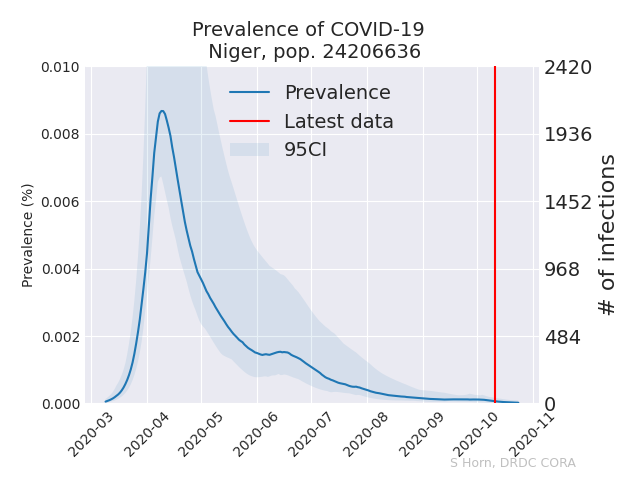 Prevalence of COVID-19
Niger, pop. 24206636
0.010
0.008
0.006
0.004
0.002
0.000
Prevalence (%)
2420
1936
1452
968
484
0
# of infections
Prevalence
Latest data
95CI
2020-03
2020-04
2020-05
2020-06
2020-07
2020-08
2020-09
2020-10
2020-11
S Horn, DRDC CORA